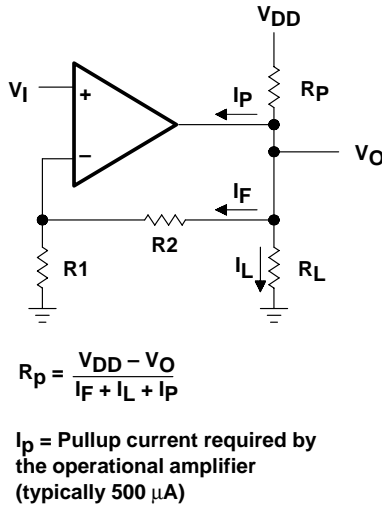 VDD
VI
+
IP
RP
VO
−
IF
R2
R1
IL
RL
Rp = VDD – VO
IF + IL + IP
Ip = Pullup current required by
the operational amplifier
(typically 500 μA)